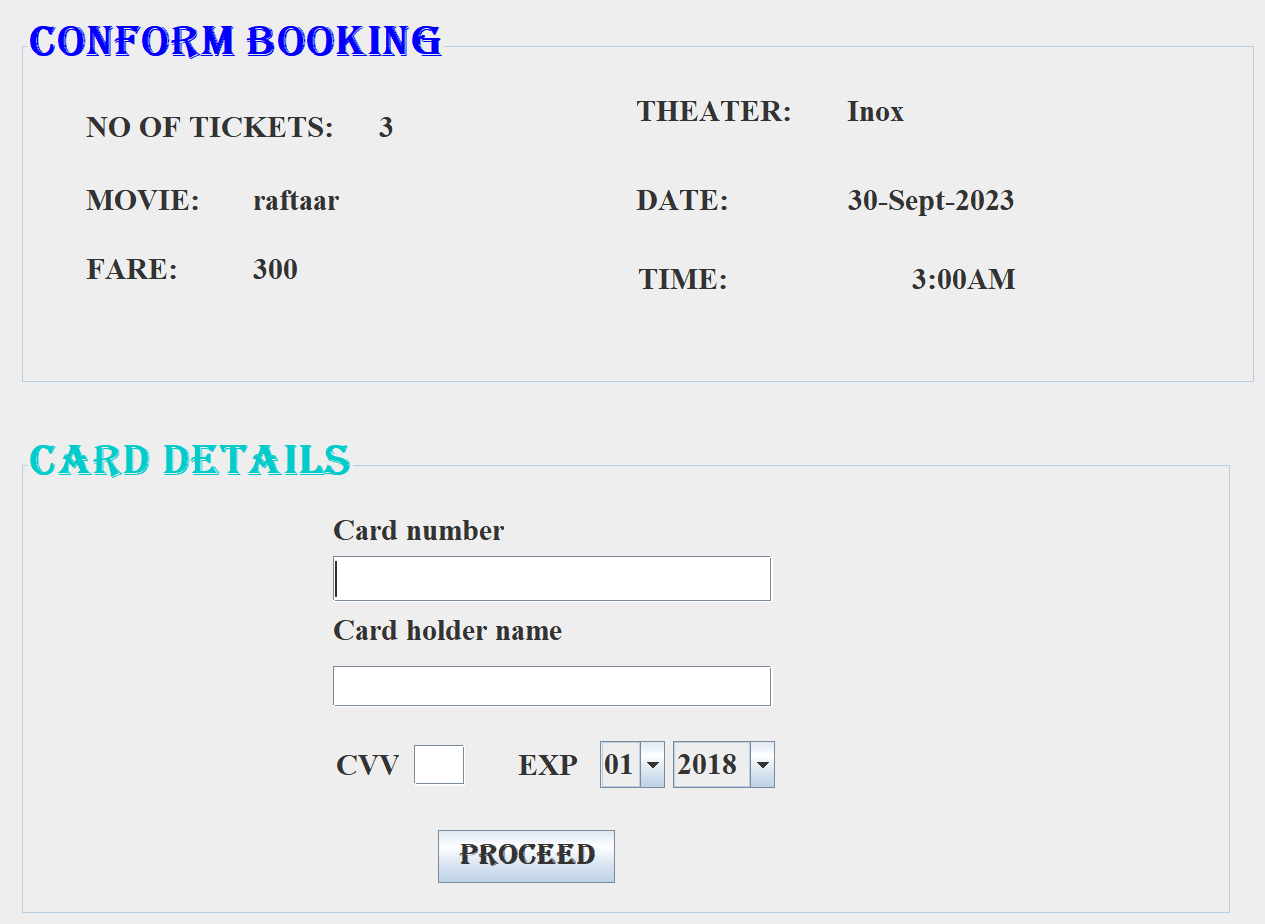 CONFORM BOOKING
NO OF TICKETS: 3
THEATER: Inox
MOVIE: raftaar
DATE: 30-Sept-2023
FARE: 300
TIME: 3:00AM
CARD DETAILS
Card number
Card holder name
CVV EXP 01 2018
PROCEED